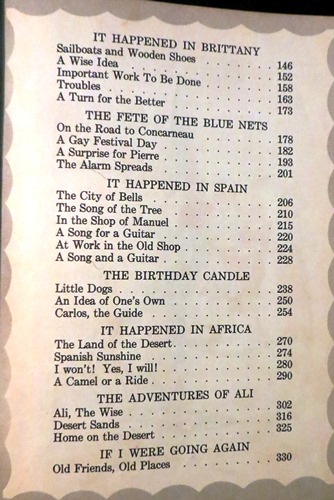 IT HAPPENED IN BRITTANY
Sailboats and Wooden Shoes . . . . . . . . 146
A Wise Idea . . . . . . . . . . . . . . . 152
Important Work To Be Done . . . . . . . . 158
Troubles . . . . . . . . . . . . . . . . 163
A Turn for the Better . . . . . . . . . . 173
THE FETE OF THE BLUE NETS
On the Road to Concarneau . . . . . . . . 178
A Gay Festival Day . . . . . . . . . . . 182
A Surprise for Pierre . . . . . . . . . . 193
The Alarm Spreads . . . . . . . . . . . . 201
IT HAPPENED IN SPAIN
The City of Bells . . . . . . . . . . . . 206
The Song of the Tree . . . . . . . . . . 210
In the Shop of Manuel . . . . . . . . . . 215
A Song for a Guitar . . . . . . . . . . . 220
At Work in the Old Shop . . . . . . . . . 224
A Song and a Guitar . . . . . . . . . . . 228
THE BIRTHDAY CANDLE
Little Dogs . . . . . . . . . . . . . . . 238
An Idea of One's Own . . . . . . . . . . 250
Carlos, the Guide . . . . . . . . . . . . 254
IT HAPPENED IN AFRICA
The Land of the Desert . . . . . . . . . 270
Spanish Sunshine . . . . . . . . . . . . 274
I won't! Yes, I will! . . . . . . . . . . 280
A Camel or a Ride . . . . . . . . . . . . 290
THE ADVENTURES OF ALI
Ali, The Wise . . . . . . . . . . . . . . 302
Desert Sands . . . . . . . . . . . . . . 316
Home on the Desert . . . . . . . . . . . 325
IF I WERE GOING AGAIN
Old Friends, Old Places . . . . . . . . . 330